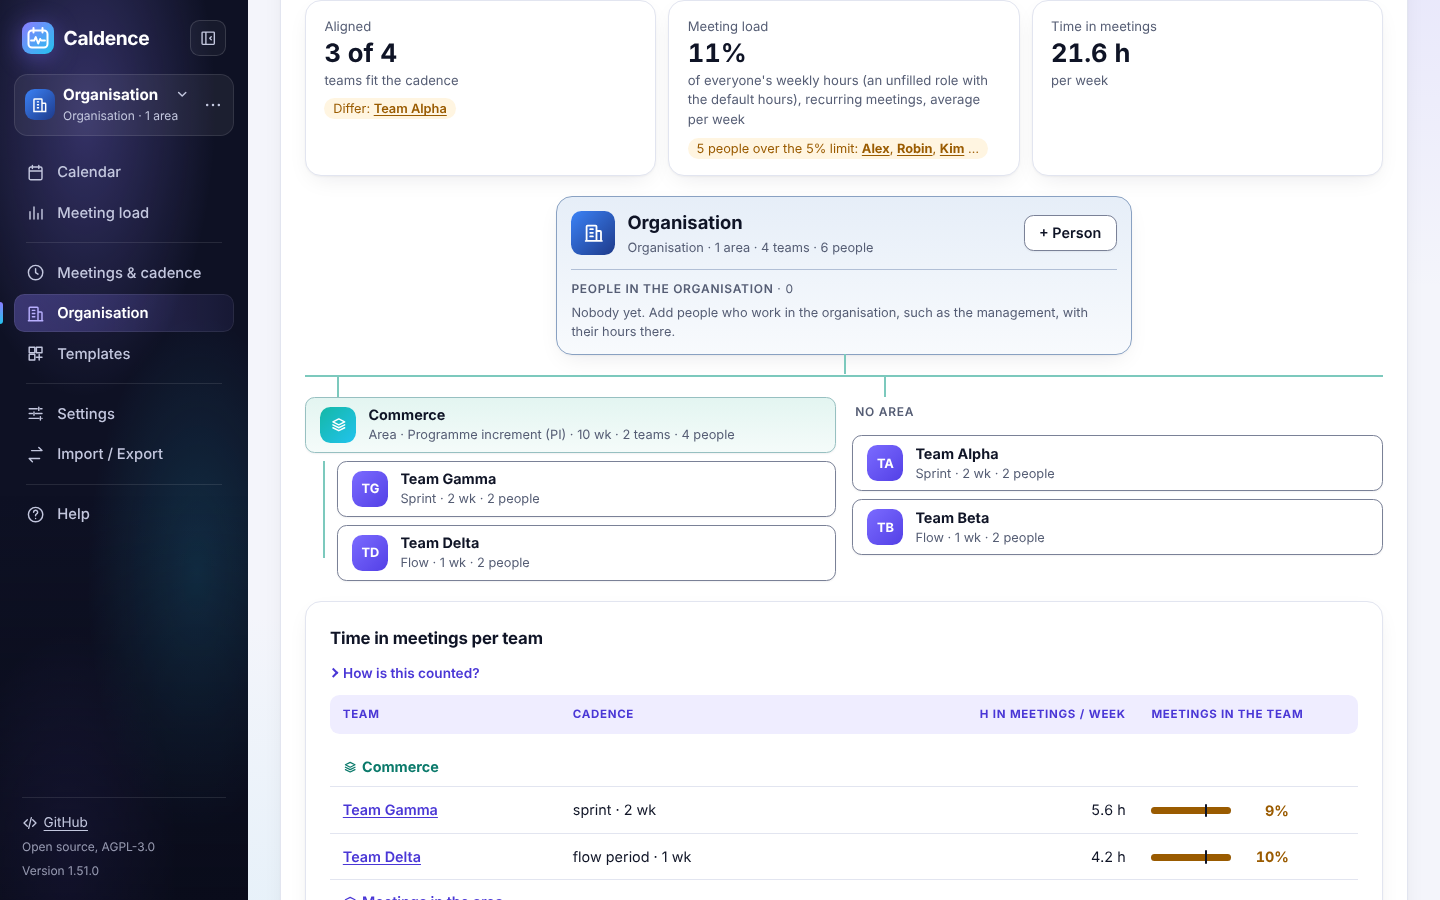 Caldence
Organisation
Organisation · 1 area
Calendar
Meeting load
Meetings & cadence
Organisation
Templates
Settings
Import / Export
Help
GitHub
Open source, AGPL-3.0
Version 1.51.0
Aligned
3 of 4
teams fit the cadence
Differ: Team Alpha
Meeting load
11%
of everyone's weekly hours (an unfilled role with
the default hours), recurring meetings, average
per week
5 people over the 5% limit: Alex, Robin, Kim ...
Time in meetings
21.6 h
per week
Organisation
Organisation · 1 area · 4 teams · 6 people
+ Person
PEOPLE IN THE ORGANISATION · 0
Nobody yet. Add people who work in the organisation, such as the management, with
their hours there.
Commerce
Area · Programme increment (PI) · 10 wk · 2 teams · 4 people
TG
Team Gamma
Sprint · 2 wk · 2 people
TD
Team Delta
Flow · 1 wk · 2 people
NO AREA
TA
Team Alpha
Sprint · 2 wk · 2 people
TB
Team Beta
Flow · 1 wk · 2 people
Time in meetings per team
How is this counted?
TEAM CADENCE H IN MEETINGS / WEEK MEETINGS IN THE TEAM
Commerce
Team Gamma sprint · 2 wk 5.6 h 9%
Team Delta flow period · 1 wk 4.2 h 10%
Meetings in the area